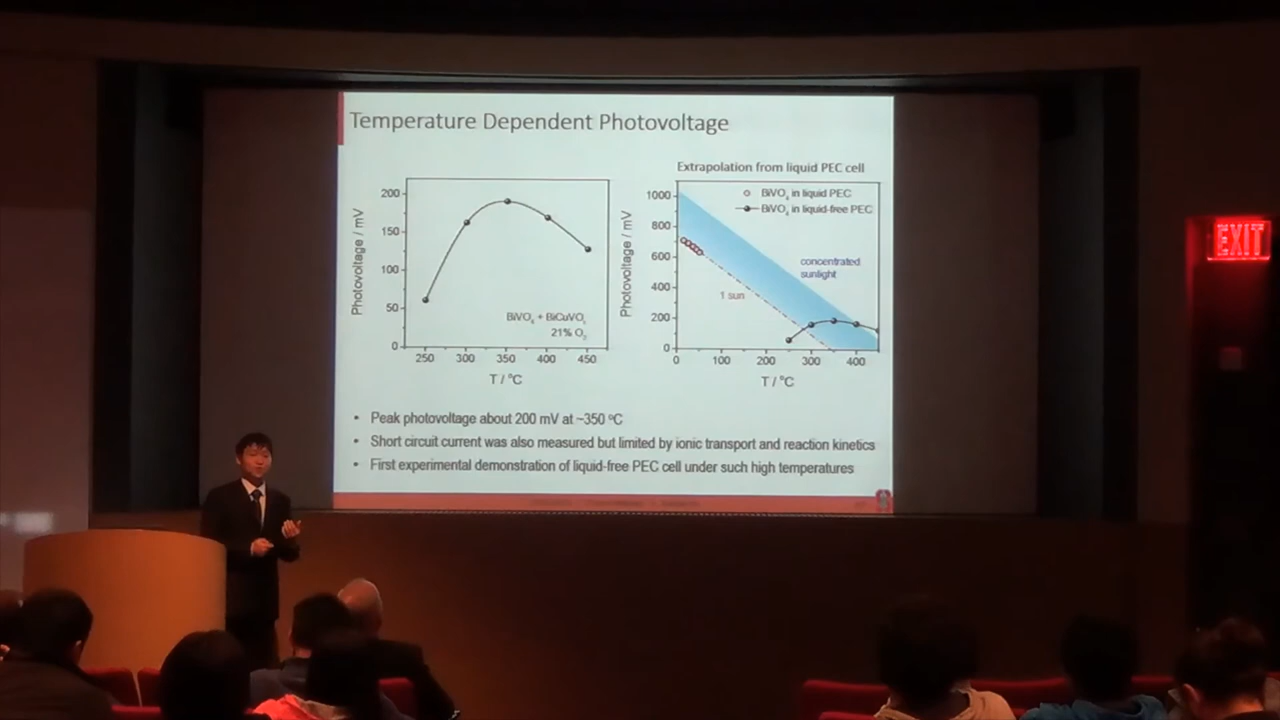 Temperature Dependent Photovoltage
200
150
100
50
0
250 300 350 400 450
Photovoltage / mV
T / °C
BiVO₄ + BiCuVOₓ
21% O₂
Extrapolation from liquid PEC cell
1000
800
600
400
200
0
0 100 200 300 400
Photovoltage / mV
T / °C
BiVO₄ in liquid PEC
BiVO₄ in liquid-free PEC
concentrated
sunlight
1 sun
• Peak photovoltage about 200 mV at ~350 °C
• Short circuit current was also measured but limited by ionic transport and reaction kinetics
• First experimental demonstration of liquid-free PEC cell under such high temperatures
EXIT